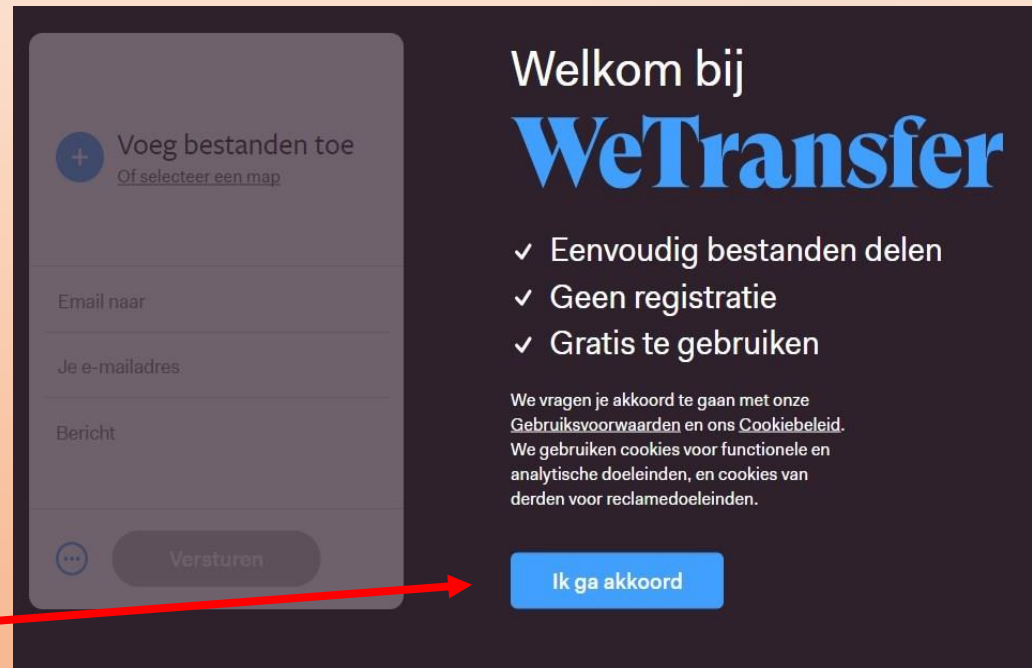 Voeg bestanden toe
Of selecteer een map
Email naar
Je e-mailadres
Bericht
Versturen
Welkom bij
WeTransfer
Eenvoudig bestanden delen
Geen registratie
Gratis te gebruiken
We vragen je akkoord te gaan met onze
Gebruiksvoorwaarden en ons Cookiebeleid.
We gebruiken cookies voor functionele en
analytische doeleinden, en cookies van
derden voor reclamedoeleinden.
Ik ga akkoord